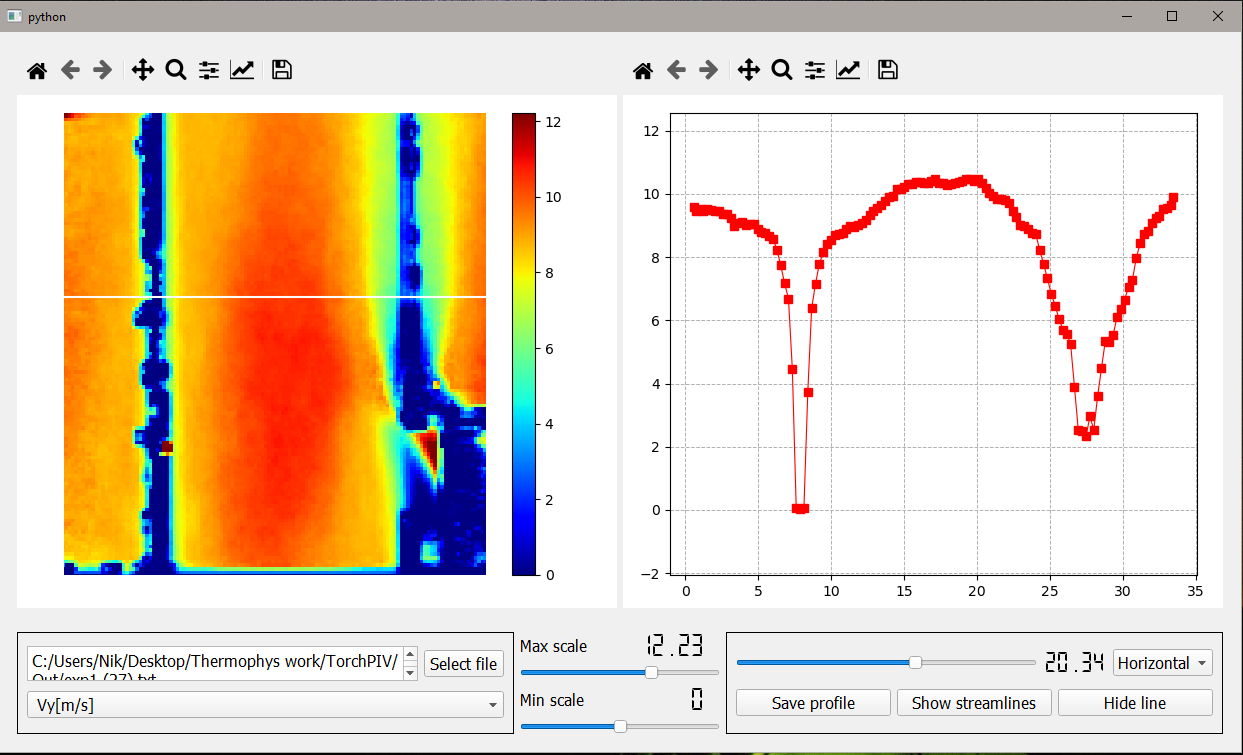 python
12
10
8
6
4
2
0
12
10
8
6
4
2
0
−2
0 5 10 15 20 25 30 35
C:/Users/Nik/Desktop/Thermophys work/TorchPIV/
Out/exp1 (27).txt
Select file
Vy[m/s]
Max scale 12.23
Min scale 0
20.34 Horizontal
Save profile Show streamlines Hide line